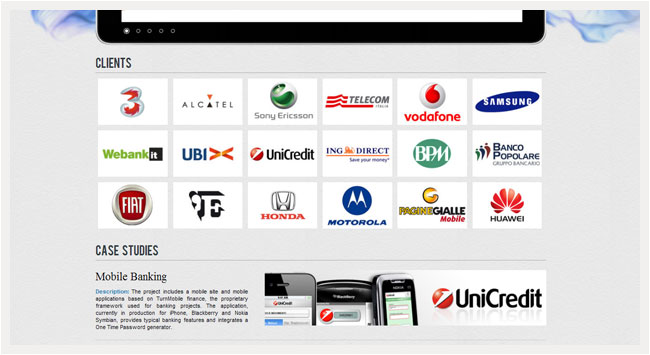 CLIENTS
3
ALCATEL
Sony Ericsson
TELECOM
ITALIA
vodafone
SAMSUNG
Webank it
UBI
UniCredit
ING DIRECT
Save your money*
BPM
BANCO
POPOLARE
GRUPPO BANCARIO
FIAT
HONDA
MOTOROLA
PAGINEGIALLE
Mobile
HUAWEI
CASE STUDIES
Mobile Banking
Description: The project includes a mobile site and mobile
applications based on TurnMobile finance, the proprietary
framework used for banking projects. The application,
currently in production for iPhone, Blackberry and Nokia
Symbian, provides typical banking features and integrates a
One Time Password generator.
BlackBerry
NOKIA
UniCredit